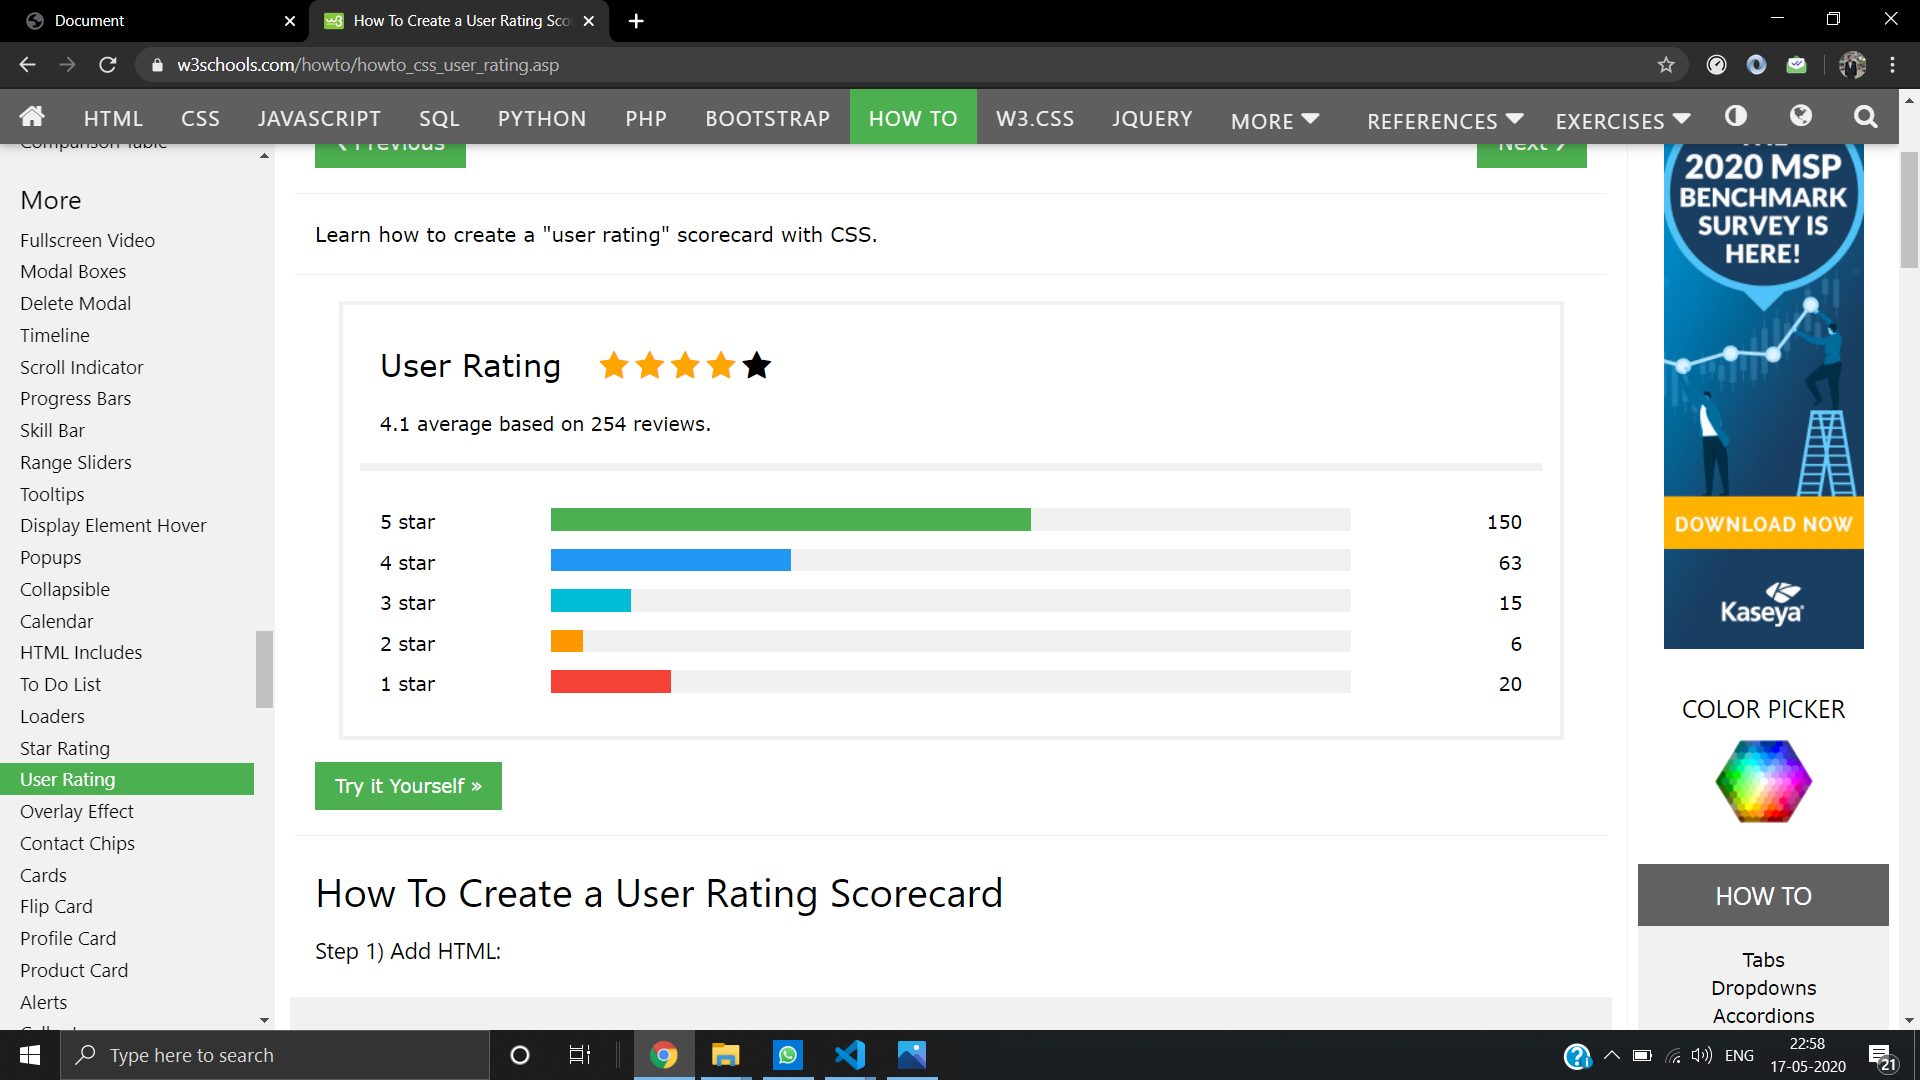 Document
How To Create a User Rating Sco
w3schools.com/howto/howto_css_user_rating.asp
HTML CSS JAVASCRIPT SQL PYTHON PHP BOOTSTRAP HOW TO W3.CSS JQUERY MORE REFERENCES EXERCISES
Comparison Table
More
Fullscreen Video
Modal Boxes
Delete Modal
Timeline
Scroll Indicator
Progress Bars
Skill Bar
Range Sliders
Tooltips
Display Element Hover
Popups
Collapsible
Calendar
HTML Includes
To Do List
Loaders
Star Rating
User Rating
Overlay Effect
Contact Chips
Cards
Flip Card
Profile Card
Product Card
Alerts
❮ Previous
Next ❯
Learn how to create a "user rating" scorecard with CSS.
User Rating
4.1 average based on 254 reviews.
5 star 150
4 star 63
3 star 15
2 star 6
1 star 20
Try it Yourself »
How To Create a User Rating Scorecard
Step 1) Add HTML:
2020 MSP
BENCHMARK
SURVEY IS
HERE!
DOWNLOAD NOW
Kaseya
COLOR PICKER
HOW TO
Tabs
Dropdowns
Accordions
Type here to search
ENG
22:58
17-05-2020
21